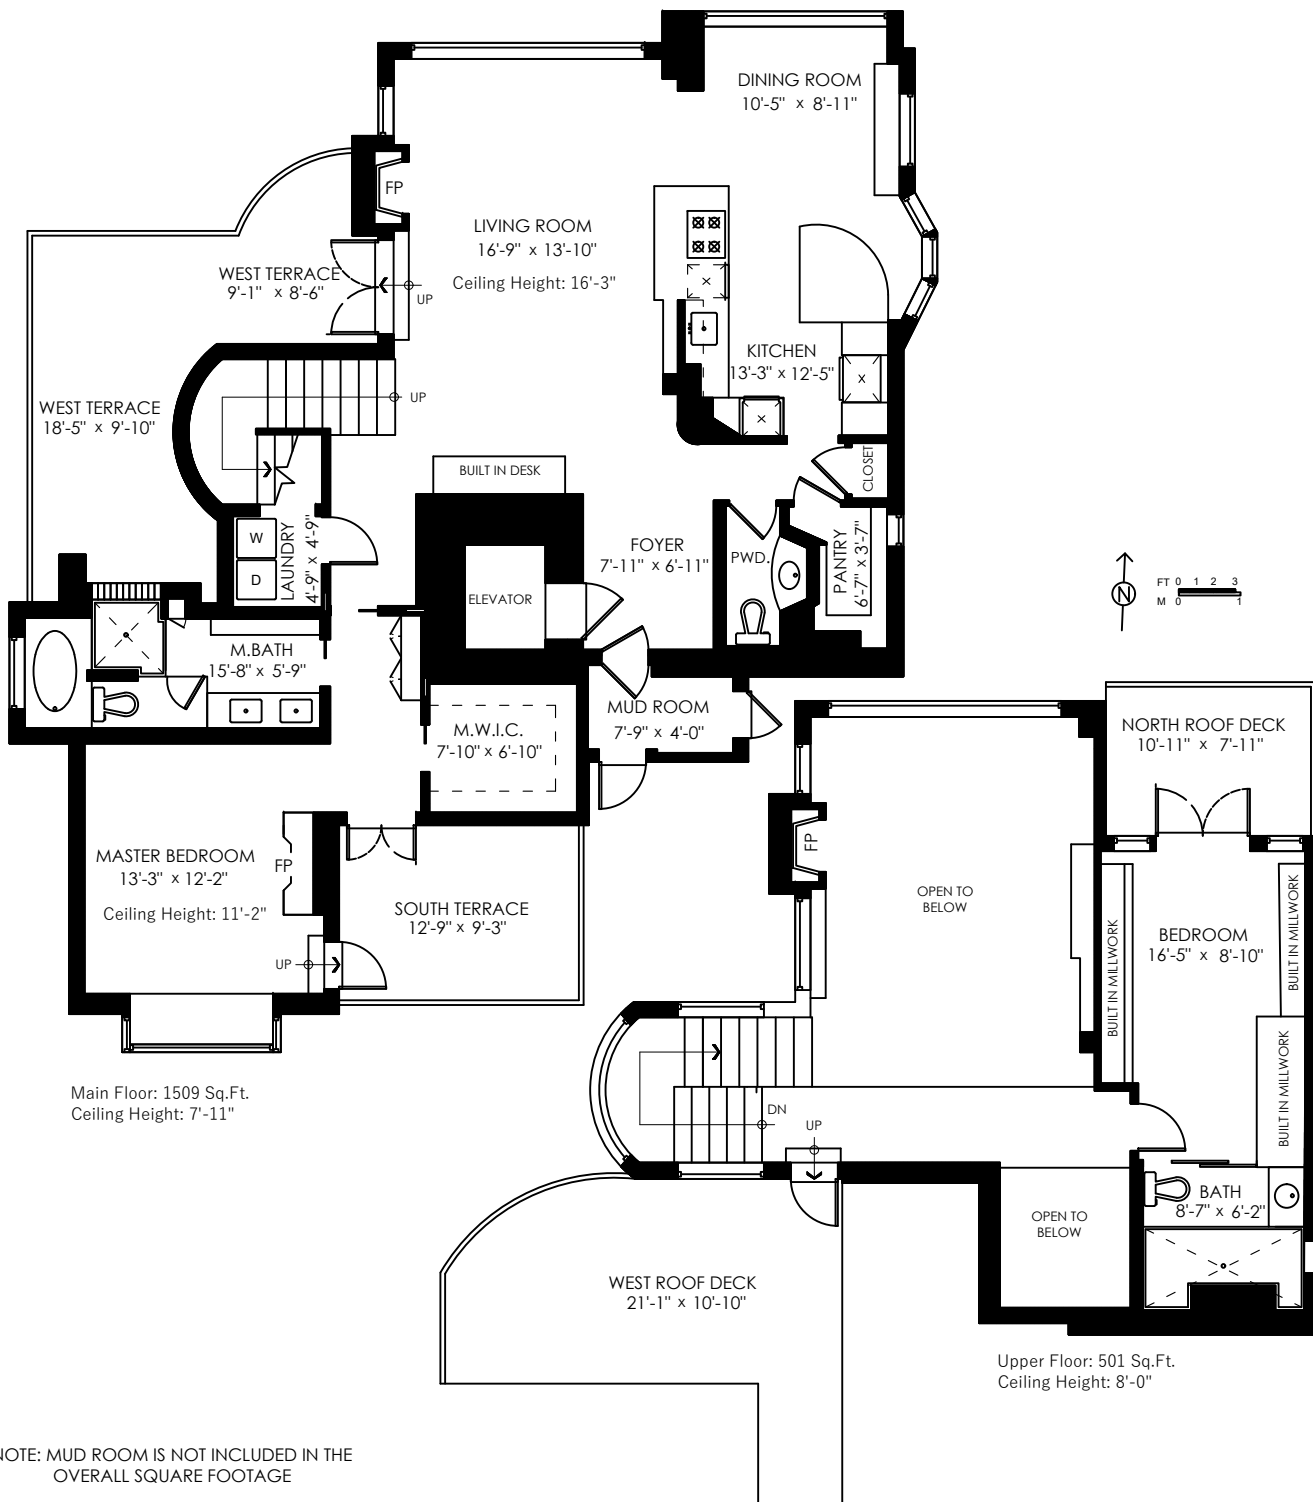 DINING ROOM
10'-5" x 8'-11"
FP
LIVING ROOM
16'-9" x 13'-10"
Ceiling Height: 16'-3"
WEST TERRACE
9'-1" x 8'-6"
UP
X
KITCHEN
13'-3" x 12'-5"
X
X
UP
WEST TERRACE
18'-5" x 9'-10"
CLOSET
BUILT IN DESK
W
D
LAUNDRY
4'-9" x 4'-9"
ELEVATOR
FOYER
7'-11" x 6'-11"
PWD.
PANTRY
6'-7" x 3'-7"
N
FT 0 1 2 3
M 0 1
M.BATH
15'-8" x 5'-9"
M.W.I.C.
7'-10" x 6'-10"
MUD ROOM
7'-9" x 4'-0"
NORTH ROOF DECK
10'-11" x 7'-11"
MASTER BEDROOM
13'-3" x 12'-2"
Ceiling Height: 11'-2"
FP
UP
SOUTH TERRACE
12'-9" x 9'-3"
FP
OPEN TO
BELOW
BUILT IN MILLWORK
BEDROOM
16'-5" x 8'-10"
BUILT IN MILLWORK
BUILT IN MILLWORK
Main Floor: 1509 Sq.Ft.
Ceiling Height: 7'-11"
DN
UP
BATH
8'-7" x 6'-2"
OPEN TO
BELOW
WEST ROOF DECK
21'-1" x 10'-10"
Upper Floor: 501 Sq.Ft.
Ceiling Height: 8'-0"
NOTE: MUD ROOM IS NOT INCLUDED IN THE
OVERALL SQUARE FOOTAGE